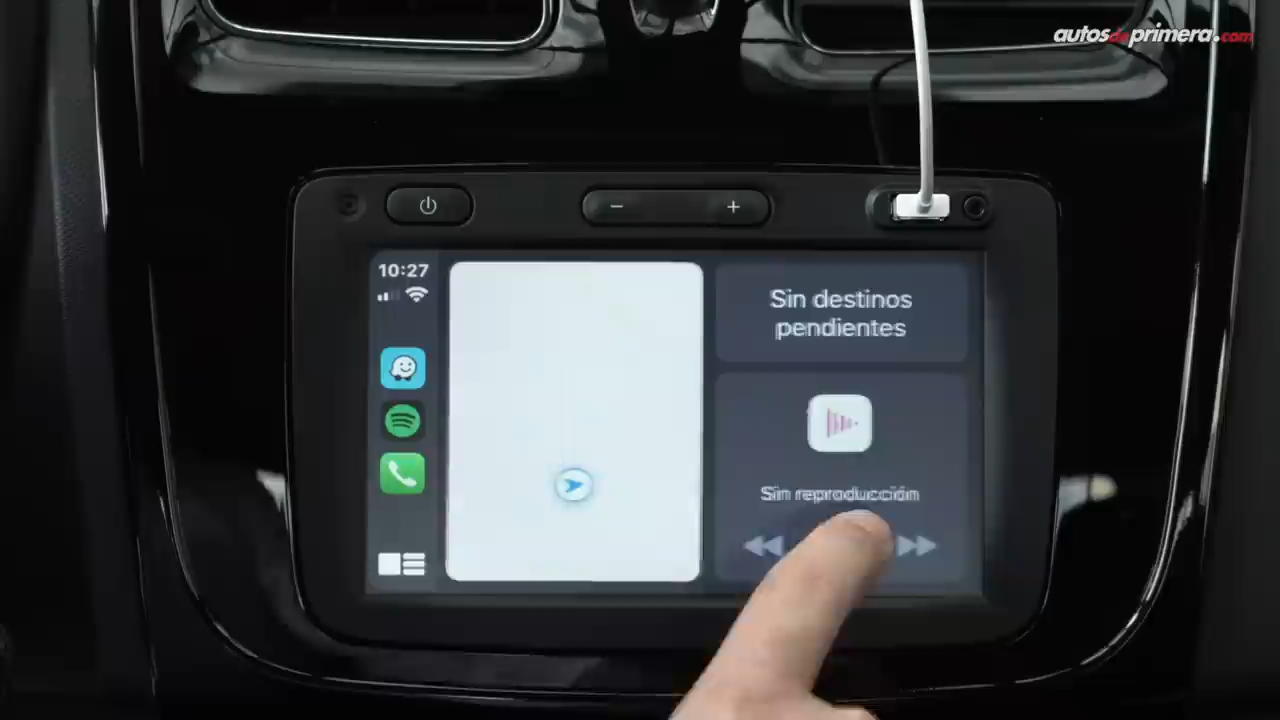 autosdeprimera.com
10:27
Sin destinos
pendientes
Sin reproducción